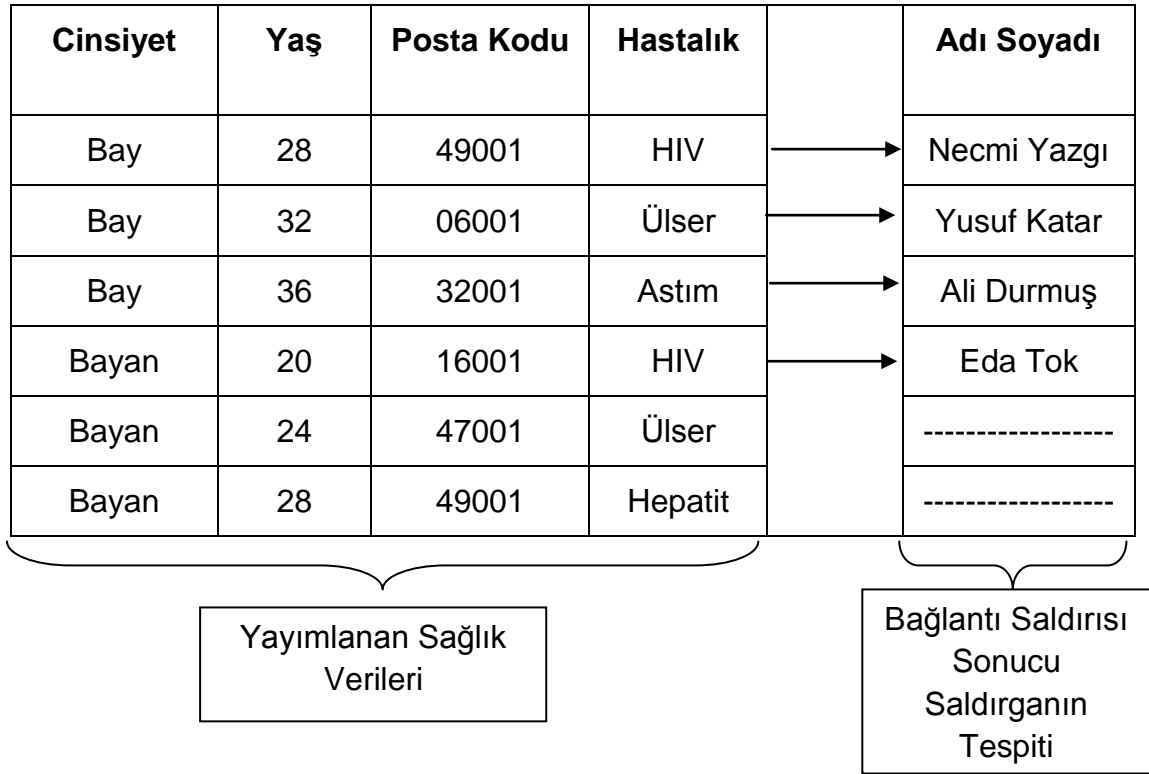 Cinsiyet Yaş Posta Kodu Hastalık Adı Soyadı
Bay 28 49001 HIV Necmi Yazgı
Bay 32 06001 Ülser Yusuf Katar
Bay 36 32001 Astım Ali Durmuş
Bayan 20 16001 HIV Eda Tok
Bayan 24 47001 Ülser ------------------
Bayan 28 49001 Hepatit ------------------
Yayımlanan Sağlık
Verileri
Bağlantı Saldırısı
Sonucu
Saldırganın
Tespiti